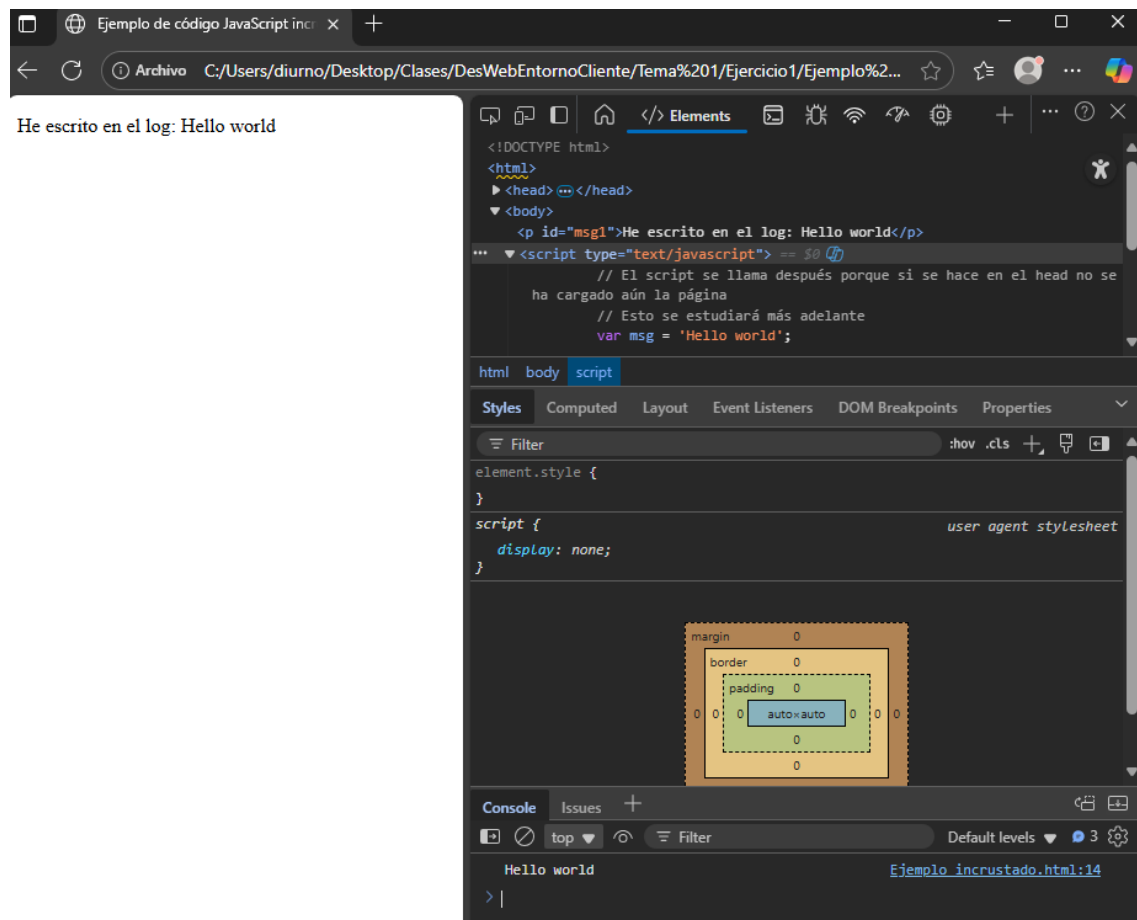 Ejemplo de código JavaScript incr
Archivo C:/Users/diurno/Desktop/Clases/DesWebEntornoCliente/Tema%201/Ejercicio1/Ejemplo%2...
He escrito en el log: Hello world
</> Elements
<!DOCTYPE html>
<html>
<head>...</head>
<body>
<p id="msg1">He escrito en el log: Hello world</p>
... <script type="text/javascript"> == $0
// El script se llama después porque si se hace en el head no se
ha cargado aún la página
// Esto se estudiará más adelante
var msg = 'Hello world';
html body script
Styles Computed Layout Event Listeners DOM Breakpoints Properties
Filter :hov .cls
element.style {
}
script { user agent stylesheet
display: none;
}
margin 0
border 0
padding 0
0 0 0 auto×auto 0 0 0
0
0
Console Issues
top Filter Default levels 3
Hello world Ejemplo incrustado.html:14
>